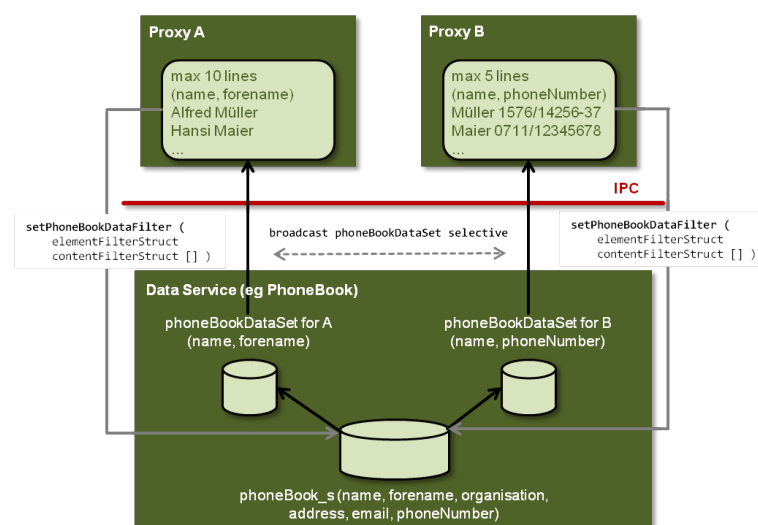 Proxy A
max 10 lines
(name, forename)
Alfred Müller
Hansi Maier
...
Proxy B
max 5 lines
(name, phoneNumber)
Müller 1576/14256-37
Maier 0711/12345678
...
IPC
setPhoneBookDataFilter (
elementFilterStruct
contentFilterStruct [] )
broadcast phoneBookDataSet selective
setPhoneBookDataFilter (
elementFilterStruct
contentFilterStruct [] )
Data Service (eg PhoneBook)
phoneBookDataSet for A
(name, forename)
phoneBookDataSet for B
(name, phoneNumber)
phoneBook_s (name, forename, organisation,
address, email, phoneNumber)